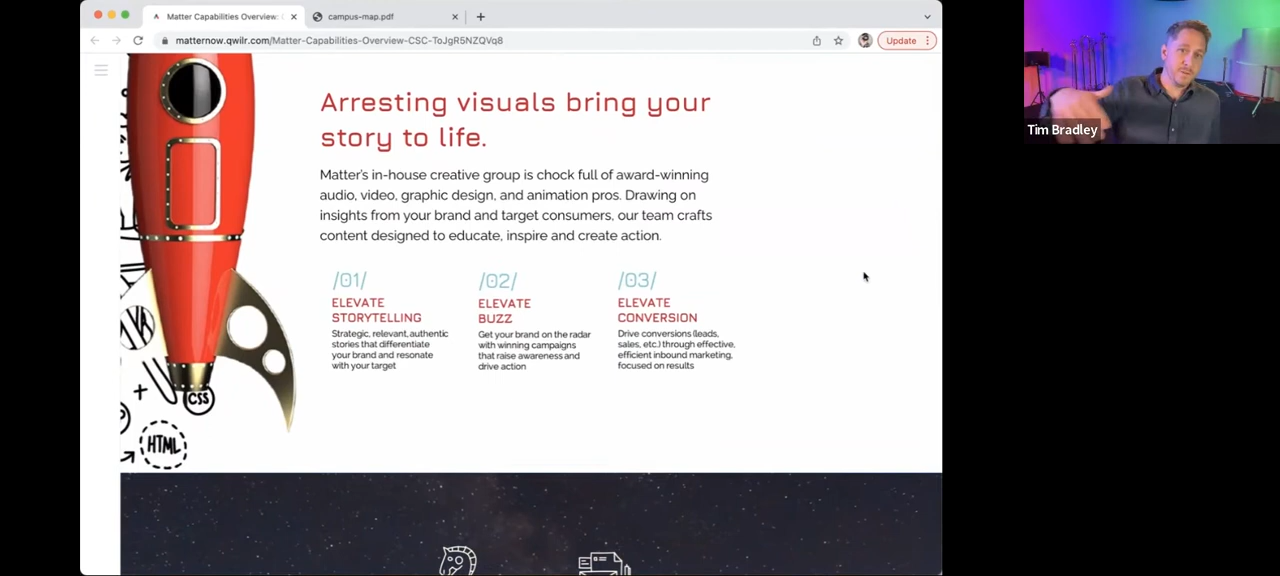 Matter Capabilities Overview:
campus-map.pdf
matternow.qwilr.com/Matter-Capabilities-Overview-CSC-ToJgR5NZQVq8
Update
Tim Bradley
Arresting visuals bring your
story to life.
Matter's in-house creative group is chock full of award-winning
audio, video, graphic design, and animation pros. Drawing on
insights from your brand and target consumers, our team crafts
content designed to educate, inspire and create action.
/01/
ELEVATE
STORYTELLING
Strategic, relevant, authentic
stories that differentiate
your brand and resonate
with your target
/02/
ELEVATE
BUZZ
Get your brand on the radar
with winning campaigns
that raise awareness and
drive action
/03/
ELEVATE
CONVERSION
Drive conversions (leads,
sales, etc.) through effective,
efficient inbound marketing,
focused on results
CSS
HTML